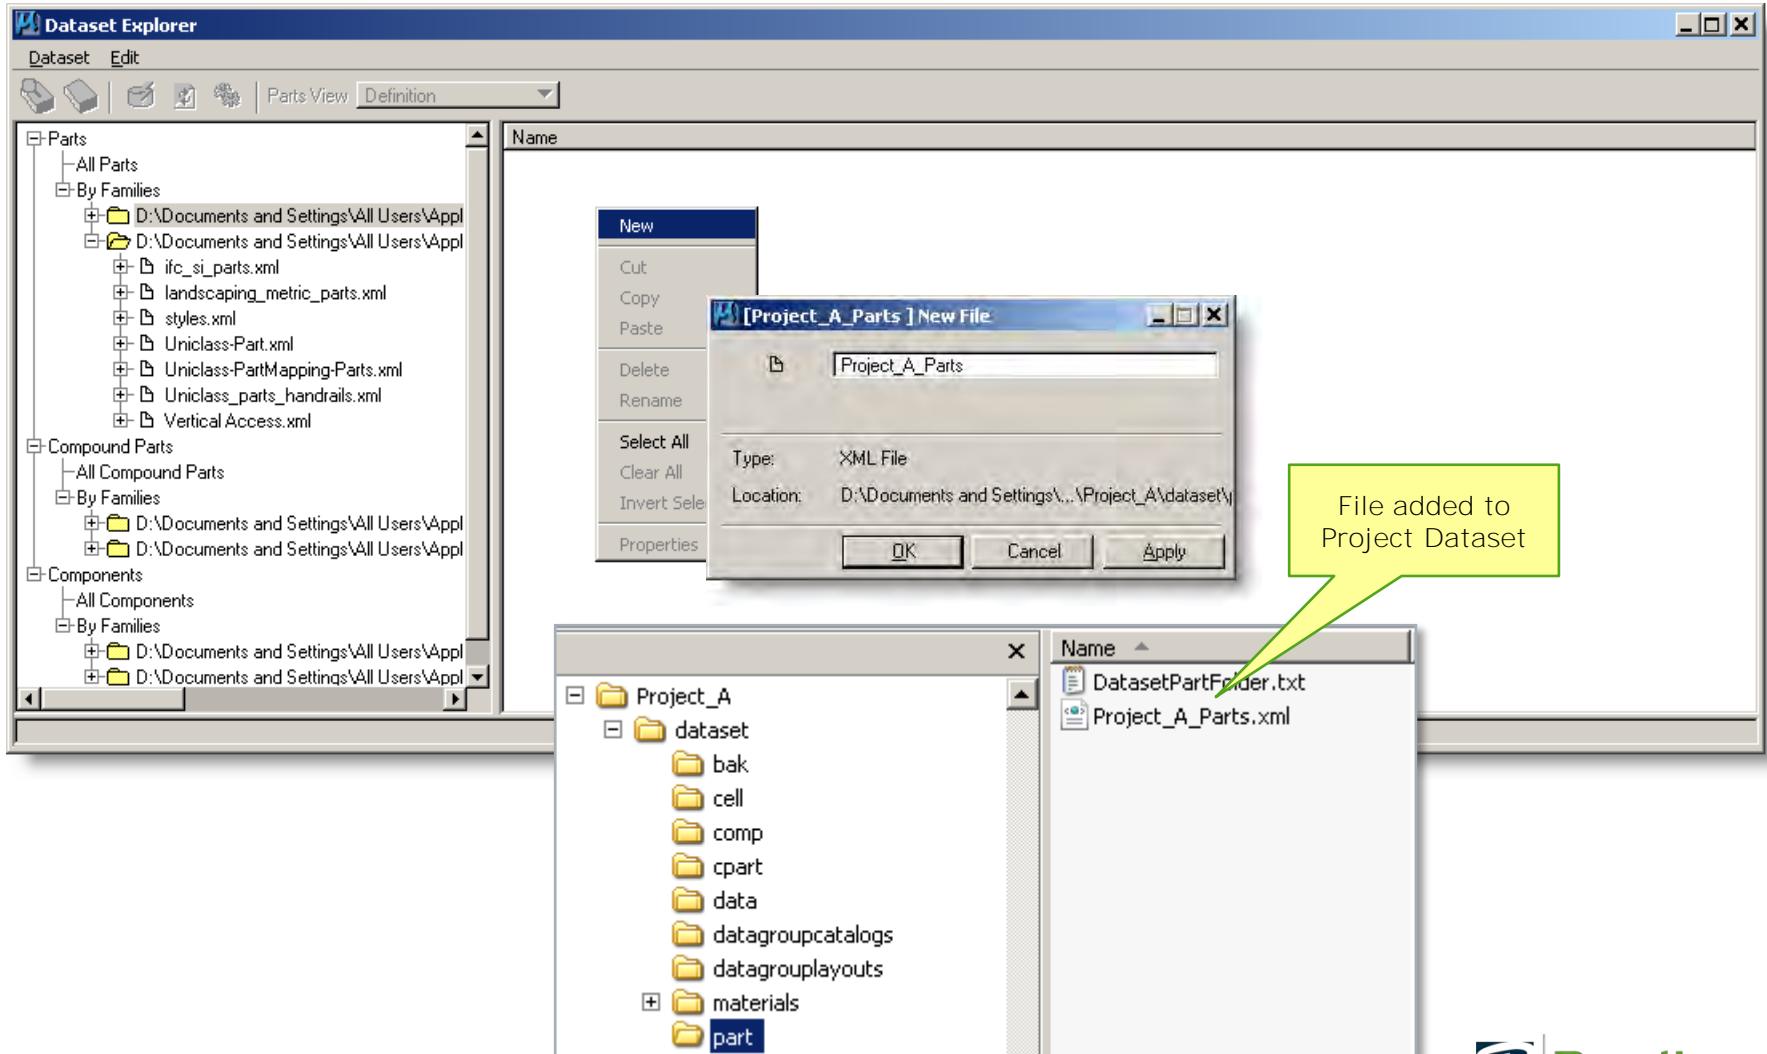 Dataset Explorer
Dataset Edit
Parts View Definition
Parts
All Parts
By Families
D:\Documents and Settings\All Users\Appl
D:\Documents and Settings\All Users\Appl
ifc_si_parts.xml
landscaping_metric_parts.xml
styles.xml
Uniclass-Part.xml
Uniclass-PartMapping-Parts.xml
Uniclass_parts_handrails.xml
Vertical Access.xml
Compound Parts
All Compound Parts
By Families
D:\Documents and Settings\All Users\Appl
D:\Documents and Settings\All Users\Appl
Components
All Components
By Families
D:\Documents and Settings\All Users\Appl
D:\Documents and Settings\All Users\Appl
Name
New
Cut
Copy
Paste
Delete
Rename
Select All
Clear All
Invert Sele
Properties
[Project_A_Parts ] New File
Project_A_Parts
Type: XML File
Location: D:\Documents and Settings\...\Project_A\dataset\
OK Cancel Apply
File added to
Project Dataset
Project_A
dataset
bak
cell
comp
cpart
data
datagroupcatalogs
datagrouplayouts
materials
part
Name
DatasetPartFolder.txt
Project_A_Parts.xml